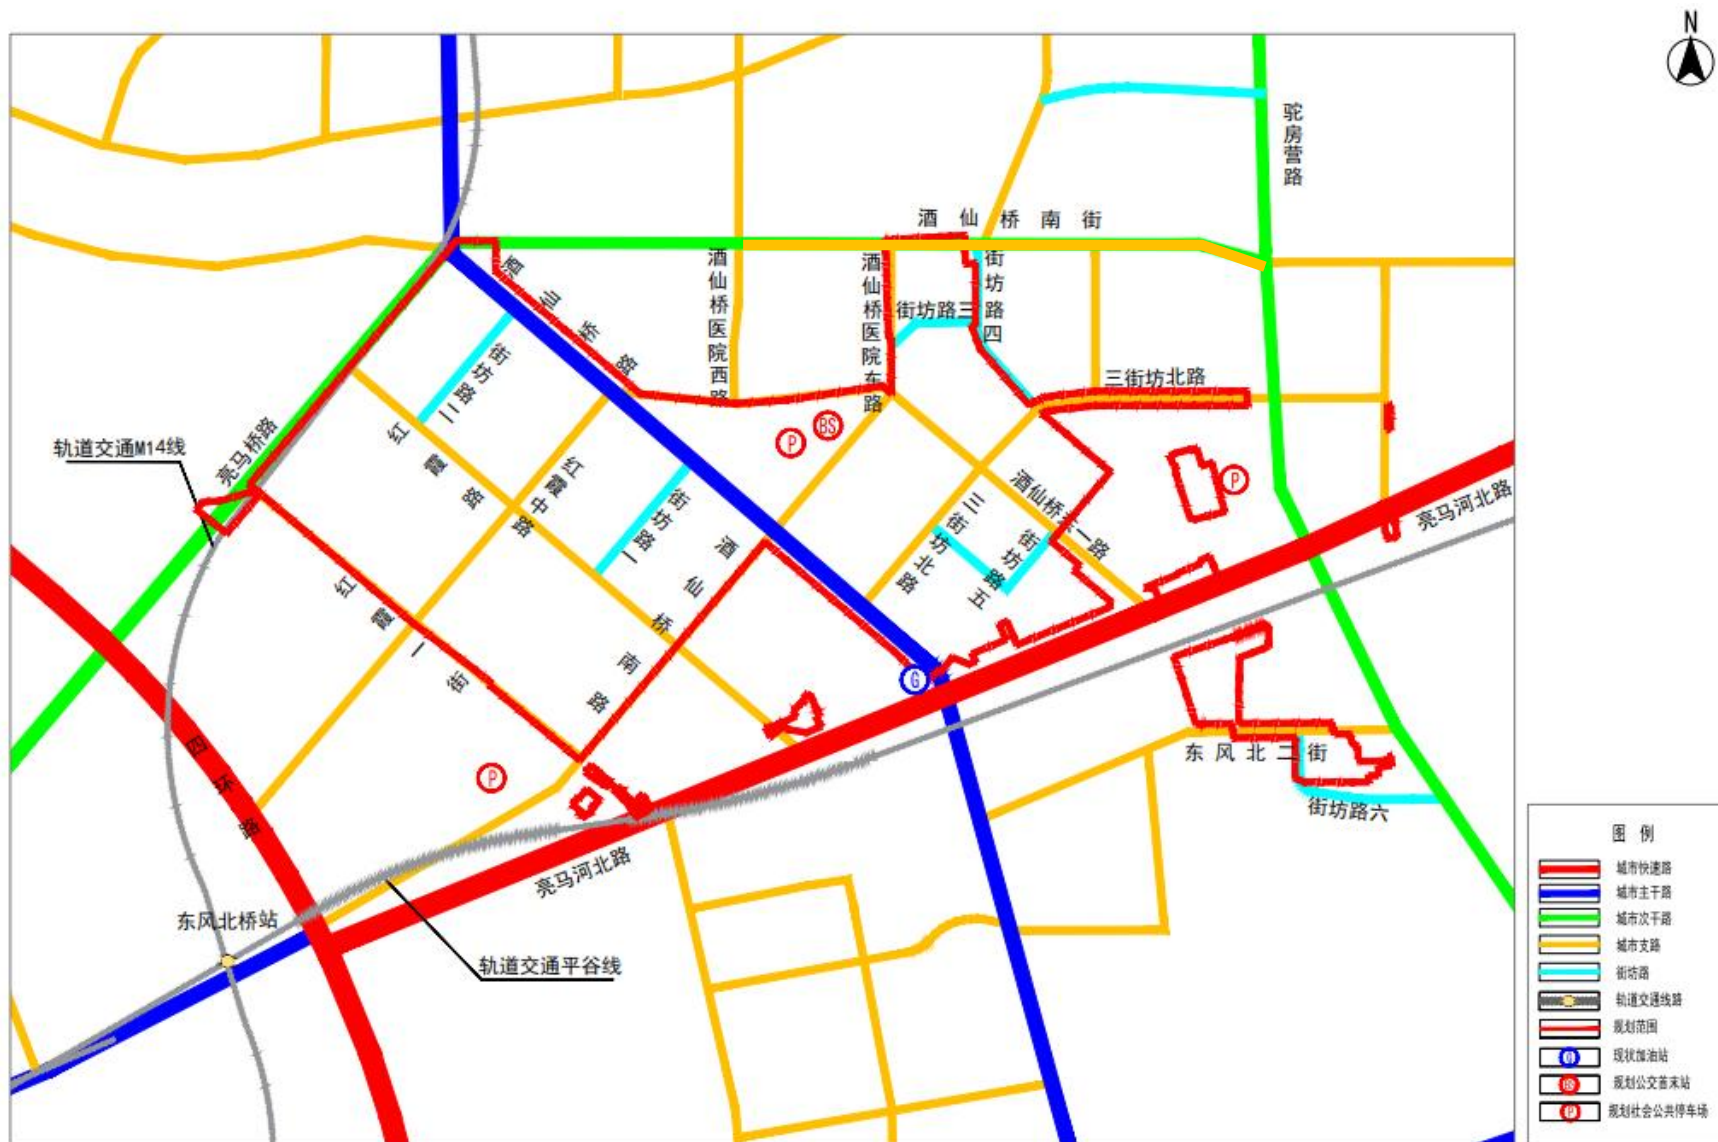 N
驼房营路
酒仙桥南街
酒仙桥路
酒仙桥医院西路
酒仙桥医院东路
街坊路三
街坊路四
三街坊北路
街坊路二
红霞路
红霞中路
街坊路一
亮马桥路
轨道交通M14线
P
BS
P
酒仙桥东一路
三街坊北路
街坊路五
亮马河北路
酒仙桥南路
红霞一街
G
P
四环路
东风北二街
街坊路六
亮马河北路
东风北桥站
轨道交通平谷线
图例
城市快速路
城市主干路
城市次干路
城市支路
街坊路
轨道交通线路
规划范围
G 现状加油站
BS 规划公交首末站
P 规划社会公共停车场